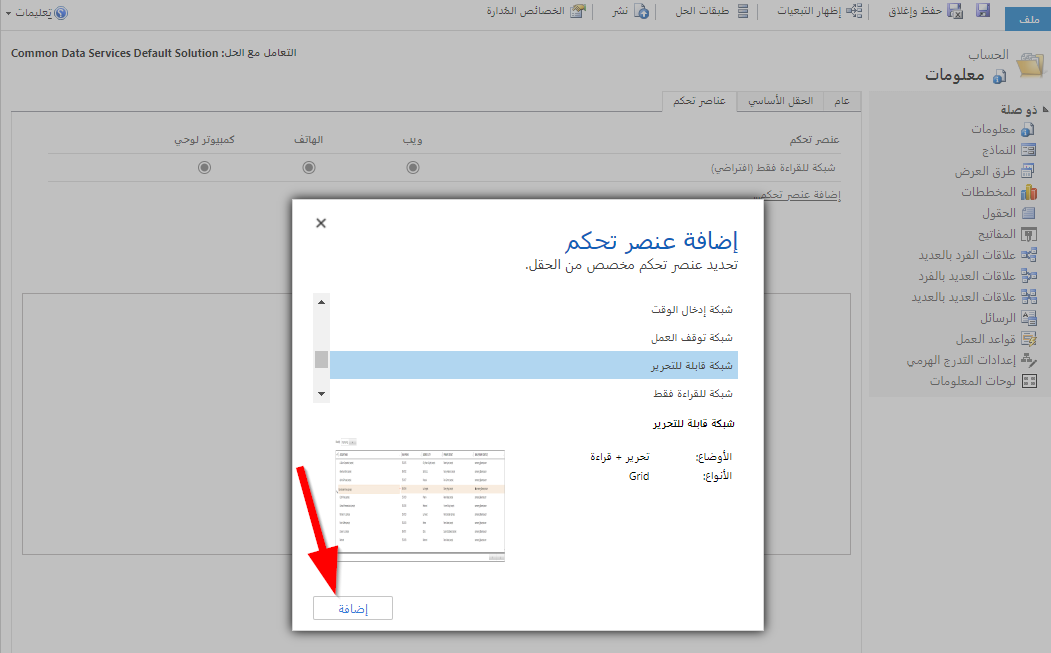 ملف
حفظ وإغلاق
إظهار التبعيات
طبقات الحل
نشر
الخصائص المُدارة
تعليمات
الحساب
معلومات
التعامل مع الحل: Common Data Services Default Solution
ذو صلة
معلومات
النماذج
طرق العرض
المخططات
الحقول
المفاتيح
علاقات الفرد بالعديد
علاقات العديد بالفرد
علاقات العديد بالعديد
الرسائل
قواعد العمل
إعدادات التدرج الهرمي
لوحات المعلومات
عام
الحقل الأساسي
عناصر تحكم
عنصر تحكم
ويب
الهاتف
كمبيوتر لوحي
شبكة للقراءة فقط (افتراضي)
إضافة عنصر تحكم...
إضافة عنصر تحكم
تحديد عنصر تحكم مخصص من الحقل.
شبكة إدخال الوقت
شبكة توقف العمل
شبكة قابلة للتحرير
شبكة للقراءة فقط
شبكة قابلة للتحرير
الأوضاع: تحرير + قراءة
الأنواع: Grid
إضافة